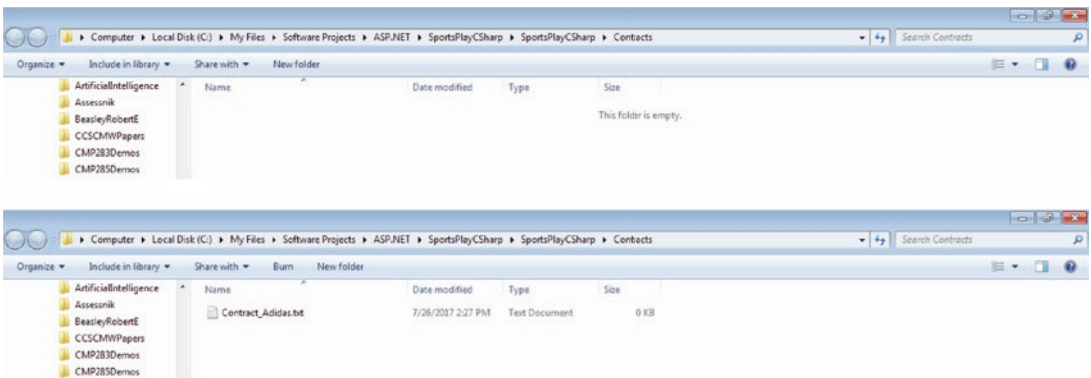 Computer Local Disk (C:) My Files Software Projects ASP.NET SportsPlayCSharp SportsPlayCSharp Contacts Search Contracts
Organize Include in library Share with New folder
ArtificialIntelligence Name Date modified Type Size
Assessnik This folder is empty.
BeasleyRobertE
CCSCMWPapers
CMP283Demos
CMP285Demos
Computer Local Disk (C:) My Files Software Projects ASP.NET SportsPlayCSharp SportsPlayCSharp Contacts Search Contracts
Organize Include in library Share with Burn New folder
ArtificialIntelligence Name Date modified Type Size
Assessnik
BeasleyRobertE Contract_Adidas.txt 7/26/2017 2:27 PM Text Document 0 KB
CCSCMWPapers
CMP283Demos
CMP285Demos